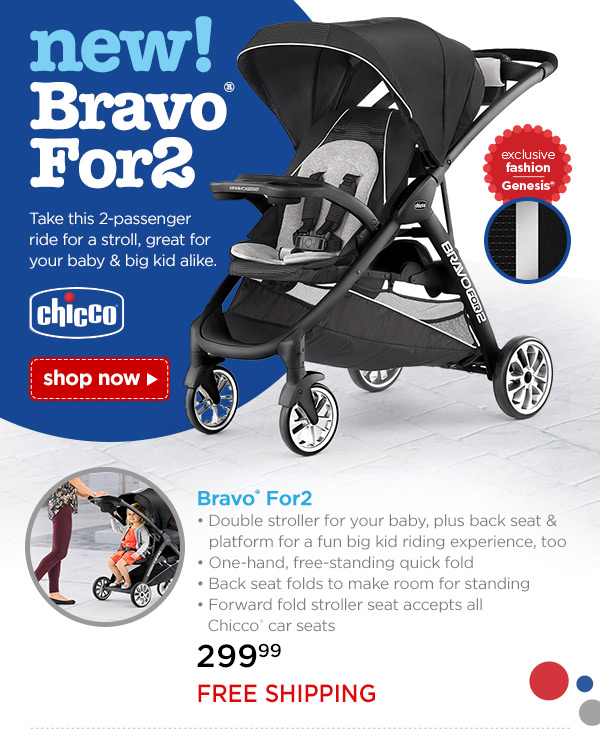 new!
Bravo®
For2
Take this 2-passenger
ride for a stroll, great for
your baby & big kid alike.
chicco
shop now ▸
exclusive
fashion
Genesis®
BRAVOFOR2
chicco
BRAVOFOR2
Bravo® For2
• Double stroller for your baby, plus back seat &
platform for a fun big kid riding experience, too
• One-hand, free-standing quick fold
• Back seat folds to make room for standing
• Forward fold stroller seat accepts all
Chicco® car seats
299⁹⁹
FREE SHIPPING